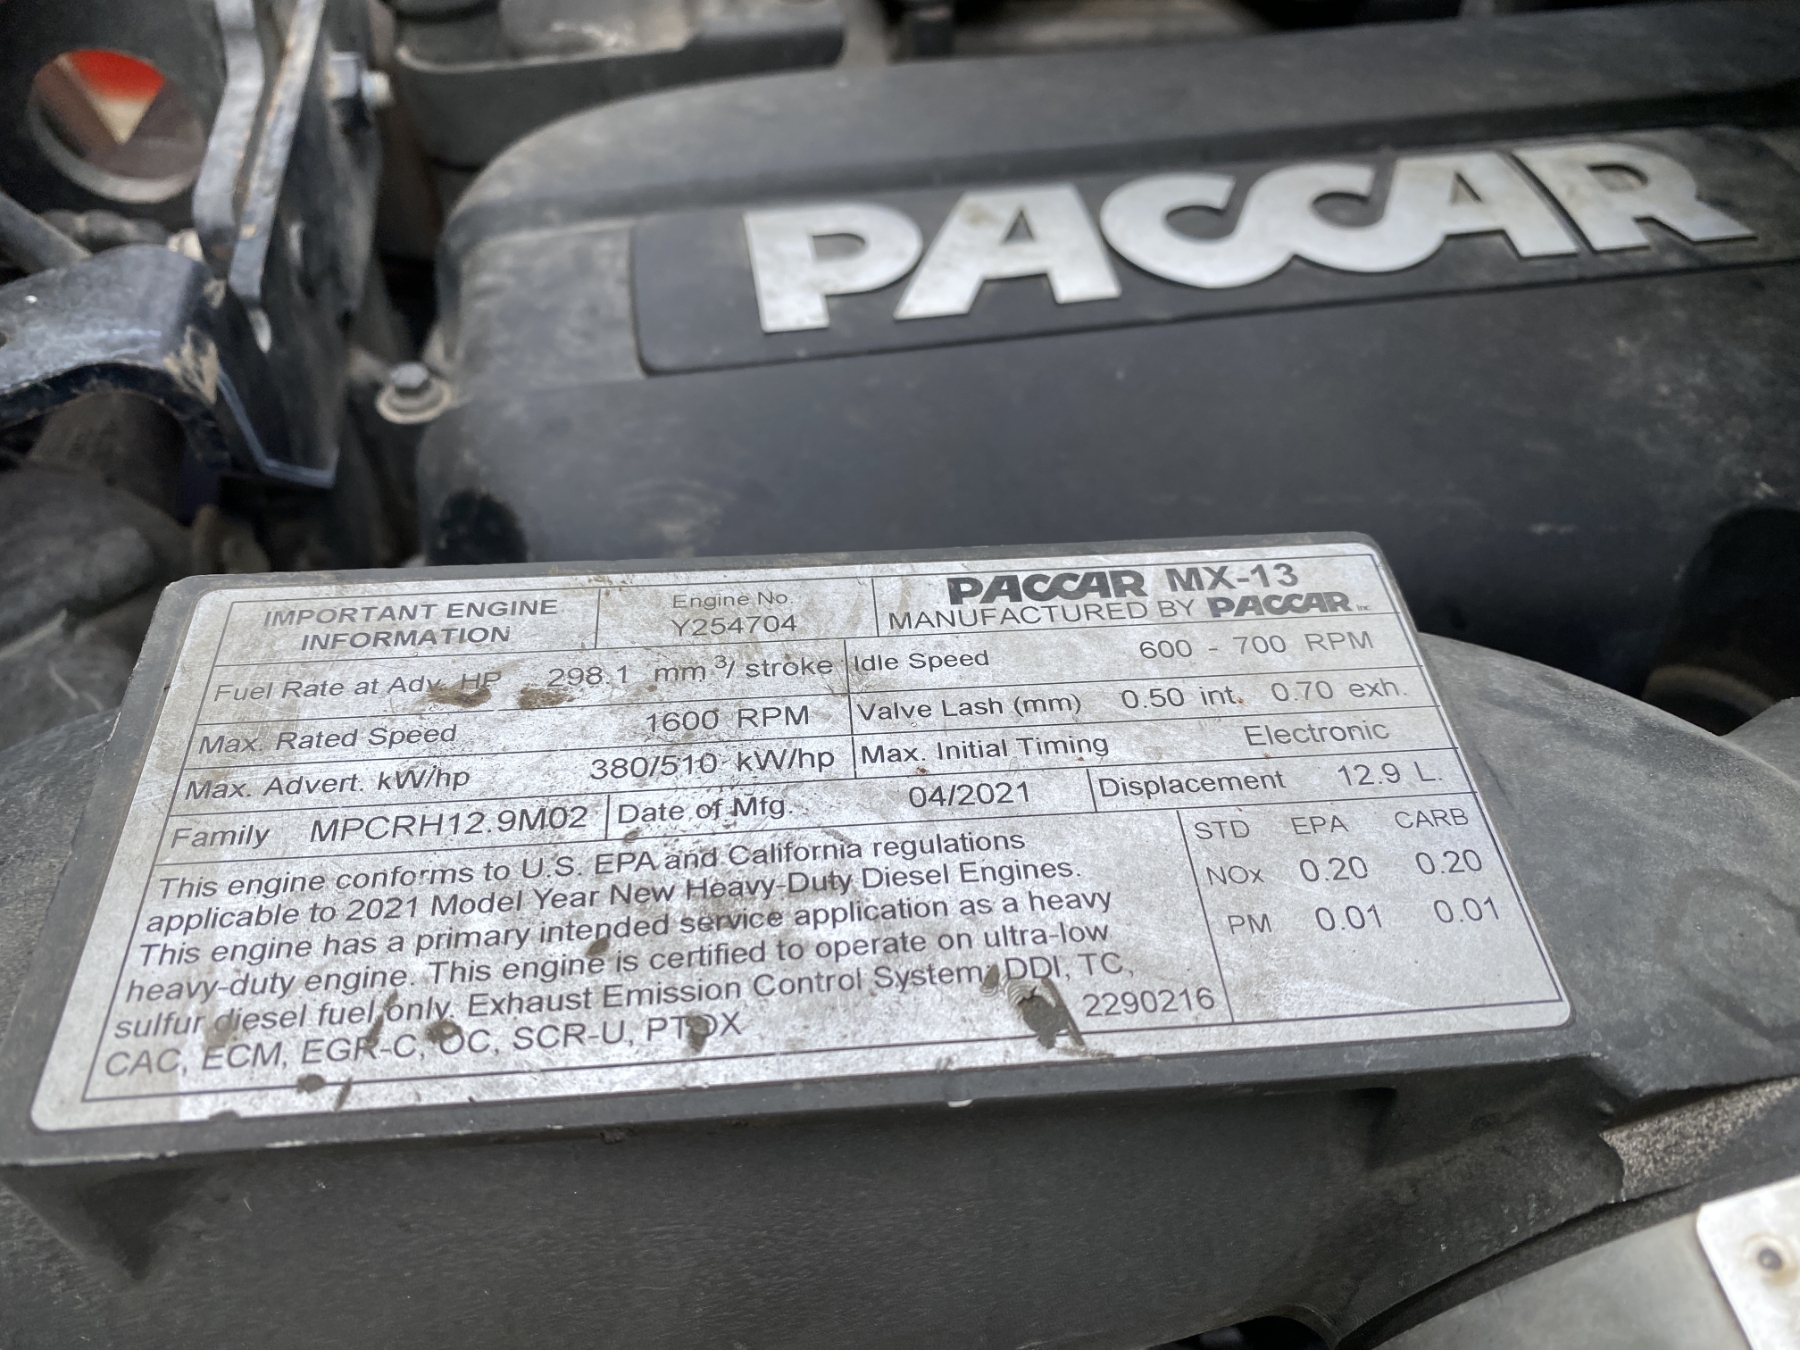 PACCAR
IMPORTANT ENGINE
INFORMATION
Engine No.
Y254704
PACCAR MX-13
MANUFACTURED BY PACCAR Inc
Fuel Rate at Adv. HP 298.1 mm³/ stroke
Idle Speed 600 - 700 RPM
Max. Rated Speed 1600 RPM
Valve Lash (mm) 0.50 int. 0.70 exh.
Max. Advert. kW/hp 380/510 kW/hp
Max. Initial Timing Electronic
Family MPCRH12.9M02
Date of Mfg. 04/2021
Displacement 12.9 L.
This engine conforms to U.S. EPA and California regulations
applicable to 2021 Model Year New Heavy-Duty Diesel Engines.
This engine has a primary intended service application as a heavy
heavy-duty engine. This engine is certified to operate on ultra-low
sulfur diesel fuel only. Exhaust Emission Control System: DDI, TC,
CAC, ECM, EGR-C, OC, SCR-U, PTOX
2290216
STD EPA CARB
NOx 0.20 0.20
PM 0.01 0.01